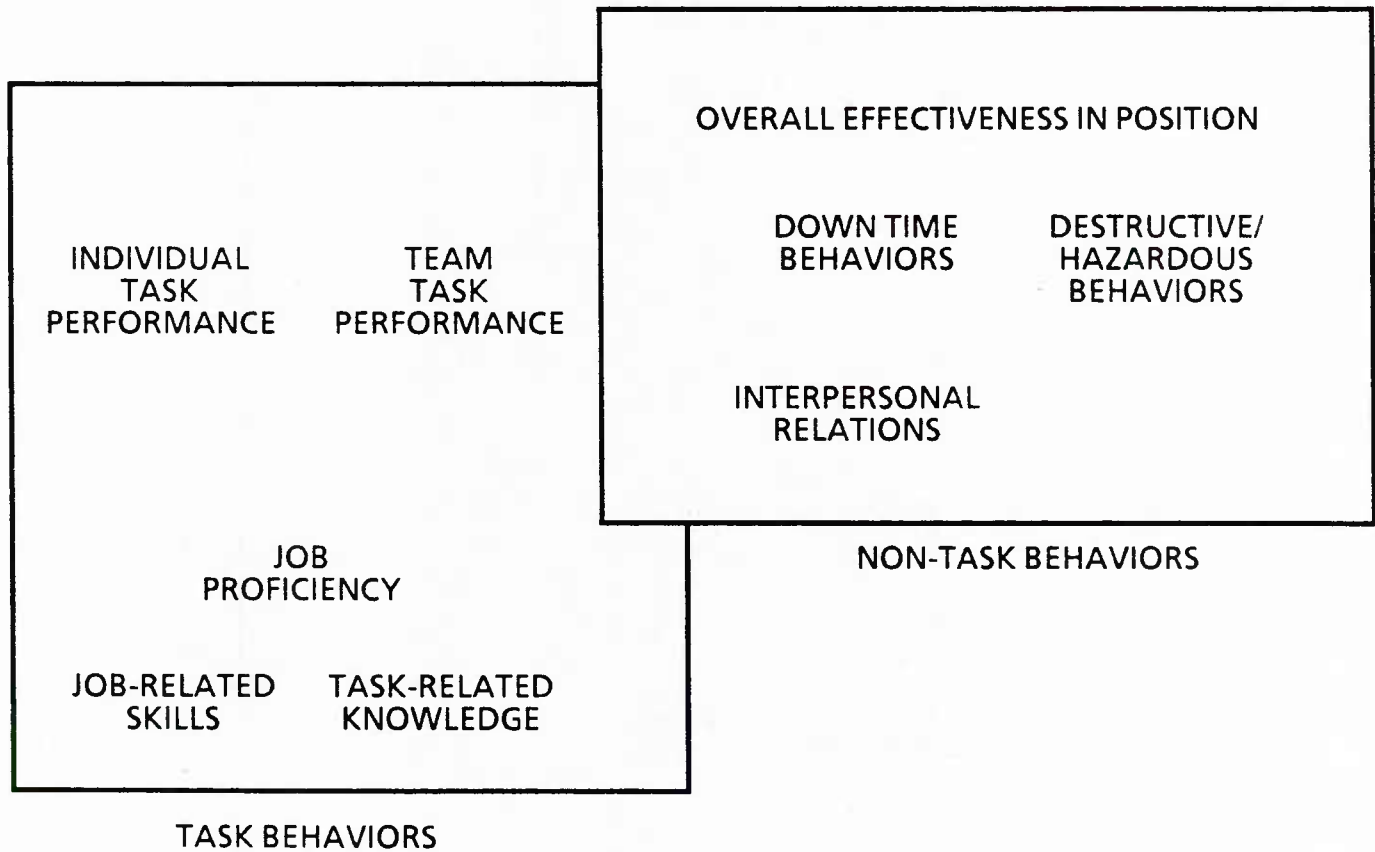 OVERALL EFFECTIVENESS IN POSITION
DOWN TIME
BEHAVIORS
DESTRUCTIVE/
HAZARDOUS
BEHAVIORS
INTERPERSONAL
RELATIONS
NON-TASK BEHAVIORS
INDIVIDUAL
TASK
PERFORMANCE
TEAM
TASK
PERFORMANCE
JOB
PROFICIENCY
JOB-RELATED
SKILLS
TASK-RELATED
KNOWLEDGE
TASK BEHAVIORS